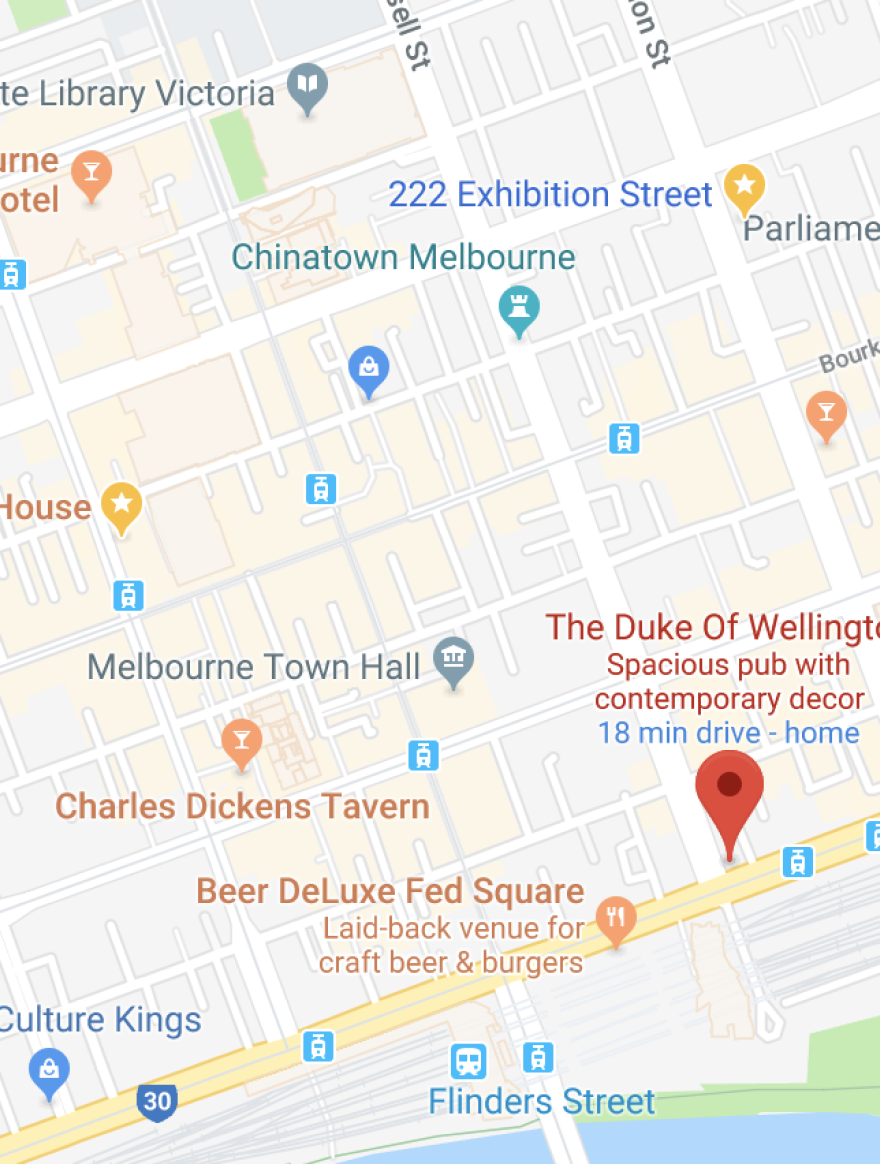 sell St
on St
te Library Victoria
urne
otel
222 Exhibition Street
Parliame
Chinatown Melbourne
Bourk
House
The Duke Of Wellingto
Spacious pub with
contemporary decor
18 min drive - home
Melbourne Town Hall
Charles Dickens Tavern
Beer DeLuxe Fed Square
Laid-back venue for
craft beer & burgers
Culture Kings
30
Flinders Street